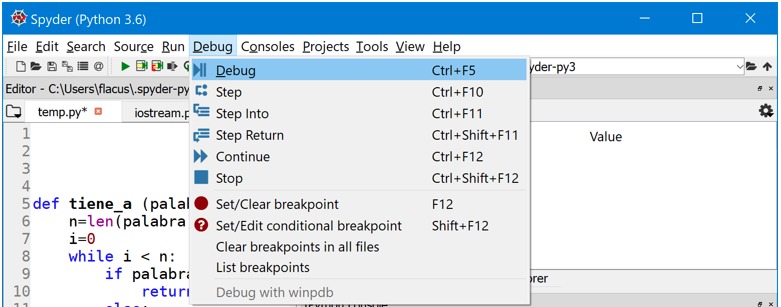 Spyder (Python 3.6)
File Edit Search Source Run Debug Consoles Projects Tools View Help
Editor - C:\Users\flacus\.spyder-py
yder-py3
temp.py*
iostream.p
Debug Ctrl+F5
Step Ctrl+F10
Step Into Ctrl+F11
Step Return Ctrl+Shift+F11
Continue Ctrl+F12
Stop Ctrl+Shift+F12
Set/Clear breakpoint F12
Set/Edit conditional breakpoint Shift+F12
Clear breakpoints in all files
List breakpoints
Debug with winpdb
Value
1
2
3
4
5 def tiene_a (palab
6 n=len(palabra
7 i=0
8 while i < n:
9 if palabra
10 return
11 else:
rer